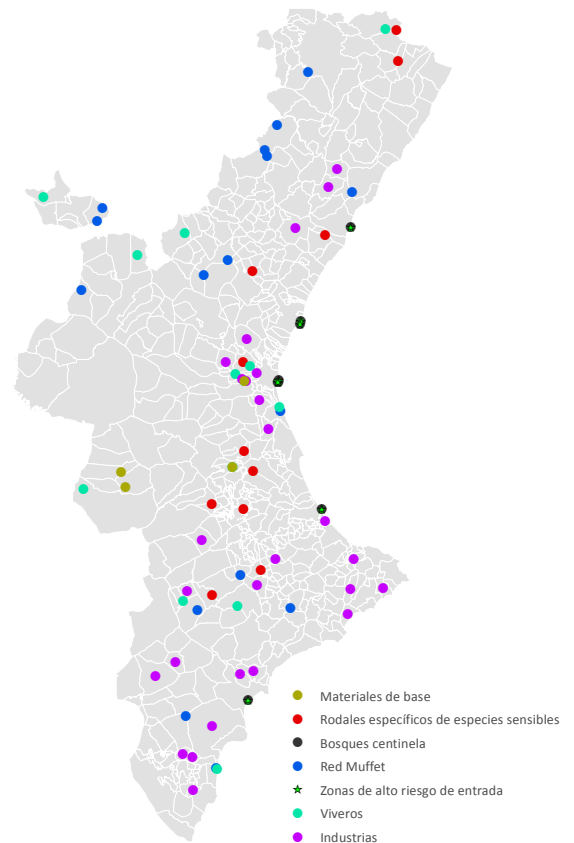 Materiales de base
Rodales específicos de especies sensibles
Bosques centinela
Red Muffet
Zonas de alto riesgo de entrada
Viveros
Industrias